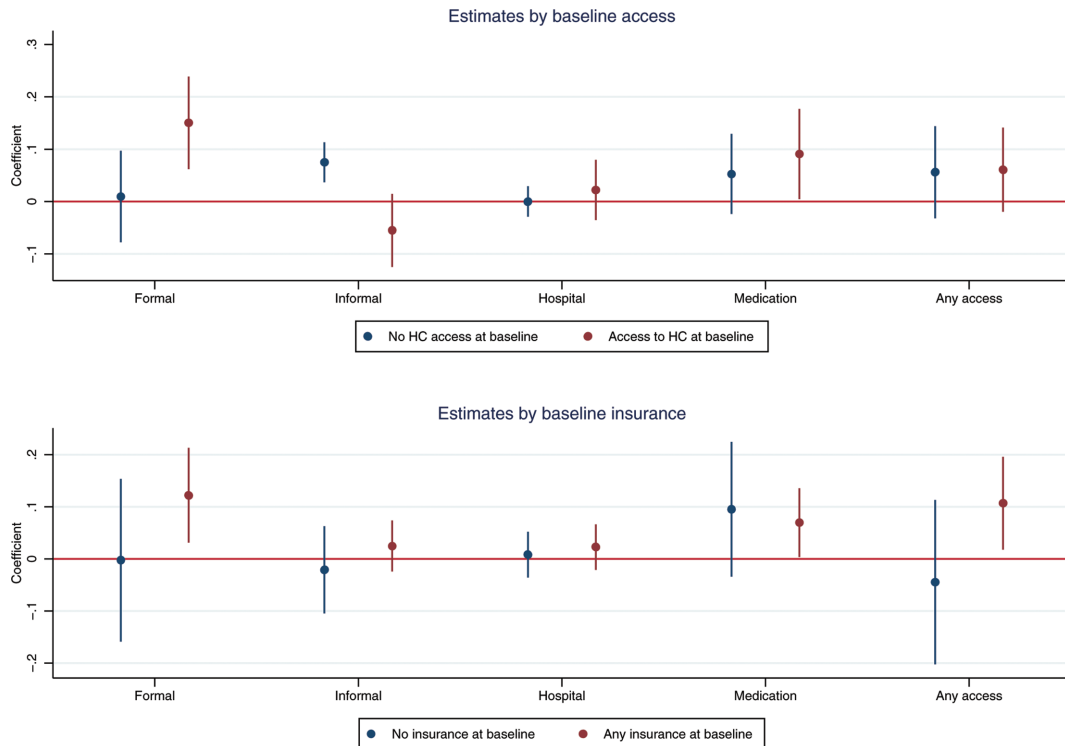 Estimates by baseline access
Coefficient
.3
.2
.1
0
-.1
Formal Informal Hospital Medication Any access
No HC access at baseline Access to HC at baseline
Estimates by baseline insurance
Coefficient
.2
.1
0
-.1
-.2
Formal Informal Hospital Medication Any access
No insurance at baseline Any insurance at baseline